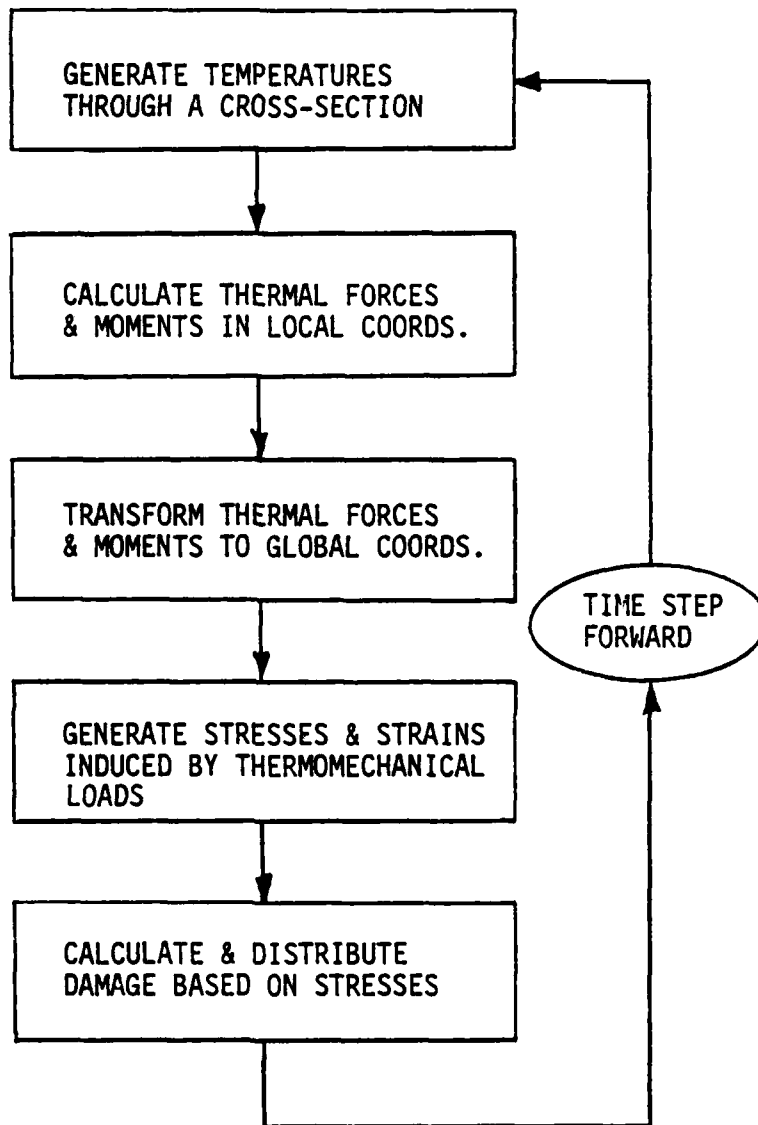 GENERATE TEMPERATURES
THROUGH A CROSS-SECTION
CALCULATE THERMAL FORCES
& MOMENTS IN LOCAL COORDS.
TRANSFORM THERMAL FORCES
& MOMENTS TO GLOBAL COORDS.
TIME STEP
FORWARD
GENERATE STRESSES & STRAINS
INDUCED BY THERMOMECHANICAL
LOADS
CALCULATE & DISTRIBUTE
DAMAGE BASED ON STRESSES